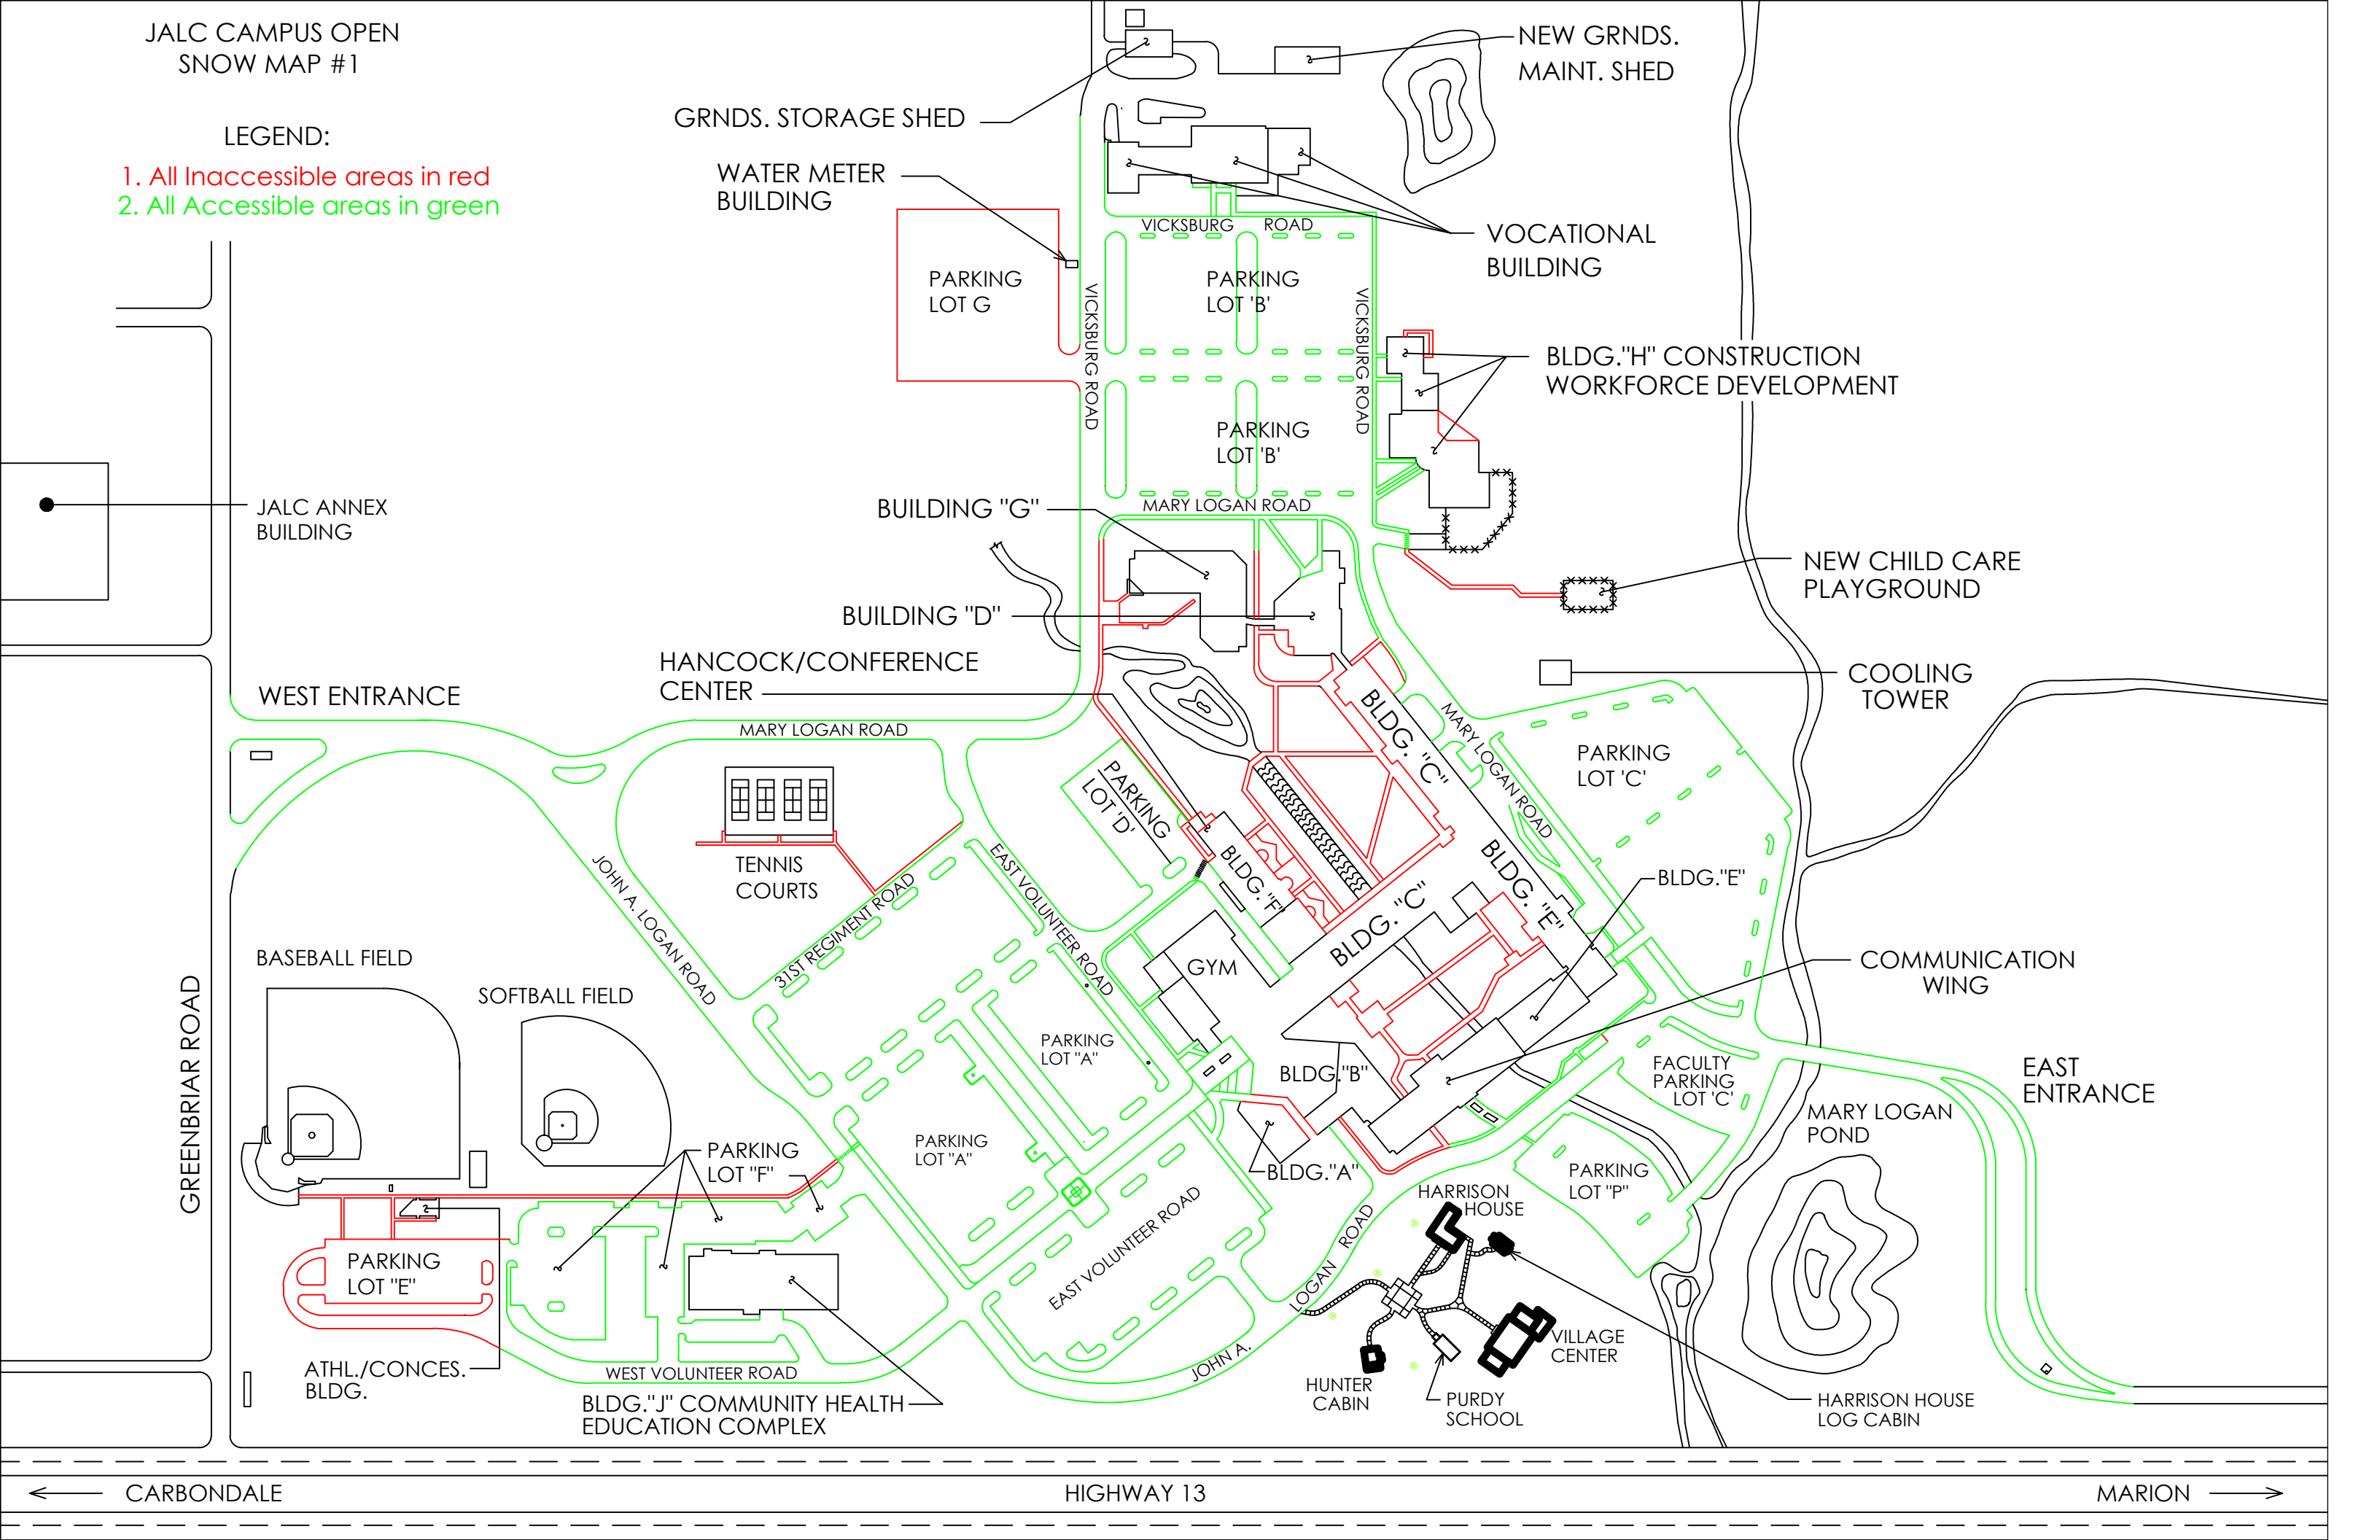 JALC CAMPUS OPEN
SNOW MAP #1
LEGEND:
1. All Inaccessible areas in red
2. All Accessible areas in green
NEW GRNDS.
MAINT. SHED
GRNDS. STORAGE SHED
WATER METER
BUILDING
VICKSBURG ROAD
VOCATIONAL
BUILDING
PARKING
LOT G
PARKING
LOT 'B'
VICKSBURG ROAD
VICKSBURG ROAD
BLDG."H" CONSTRUCTION
WORKFORCE DEVELOPMENT
PARKING
LOT 'B'
JALC ANNEX
BUILDING
BUILDING "G"
MARY LOGAN ROAD
NEW CHILD CARE
PLAYGROUND
BUILDING "D"
HANCOCK/CONFERENCE
CENTER
COOLING
TOWER
WEST ENTRANCE
MARY LOGAN ROAD
BLDG. "C"
MARY LOGAN ROAD
PARKING
LOT 'C'
PARKING
LOT 'D'
TENNIS
COURTS
JOHN A. LOGAN ROAD
31ST REGIMENT ROAD
EAST VOLUNTEER ROAD
BLDG."F"
BLDG. "C"
BLDG. "E"
BLDG."E"
GYM
COMMUNICATION
WING
BASEBALL FIELD
SOFTBALL FIELD
GREENBRIAR ROAD
PARKING
LOT "A"
BLDG."B"
FACULTY
PARKING
LOT 'C'
EAST
ENTRANCE
MARY LOGAN
POND
PARKING
LOT "F"
PARKING
LOT "A"
BLDG."A"
PARKING
LOT "P"
HARRISON
HOUSE
EAST VOLUNTEER ROAD
PARKING
LOT "E"
JOHN A. LOGAN ROAD
VILLAGE
CENTER
ATHL./CONCES.
BLDG.
WEST VOLUNTEER ROAD
BLDG."J" COMMUNITY HEALTH
EDUCATION COMPLEX
HUNTER
CABIN
PURDY
SCHOOL
HARRISON HOUSE
LOG CABIN
CARBONDALE
HIGHWAY 13
MARION